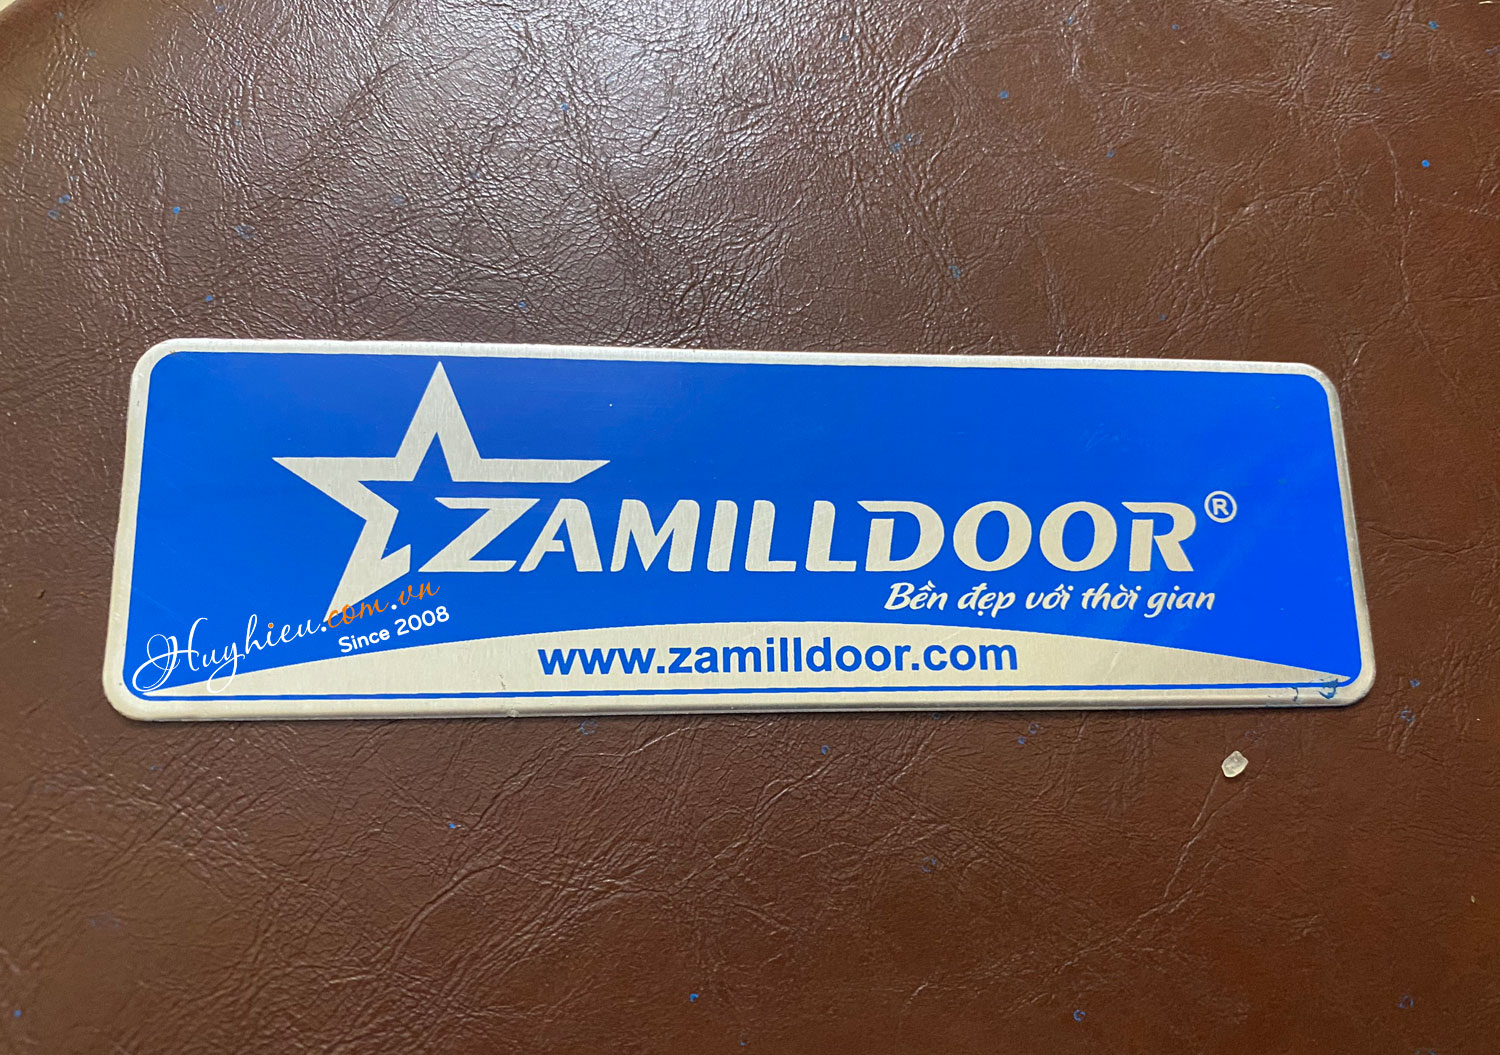 ZAMILLDOOR®
Bền đẹp với thời gian
Huyhieu.com.vn
Since 2008
www.zamilldoor.com